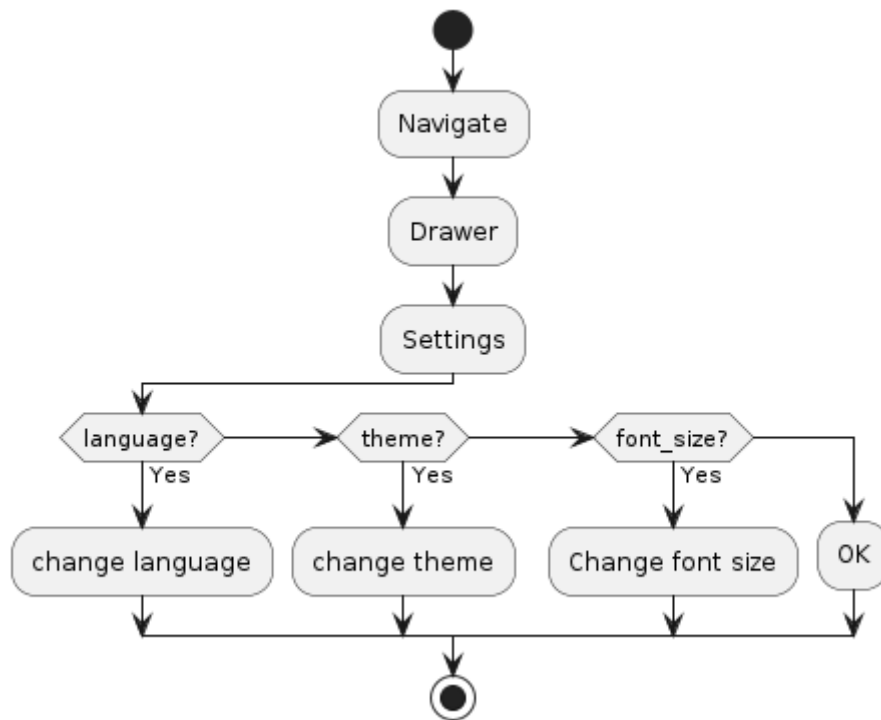 Navigate
Drawer
Settings
language?
theme?
font_size?
Yes
Yes
Yes
change language
change theme
Change font size
OK